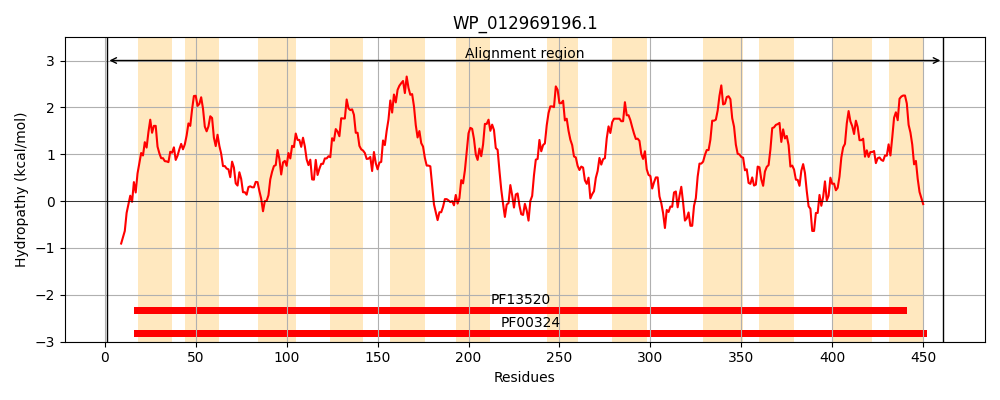 WP_012969196.1
Alignment region
3
2
1
0
−1
−2
−3
Hydropathy (kcal/mol)
PF13520
PF00324
0 50 100 150 200 250 300 350 400 450
Residues